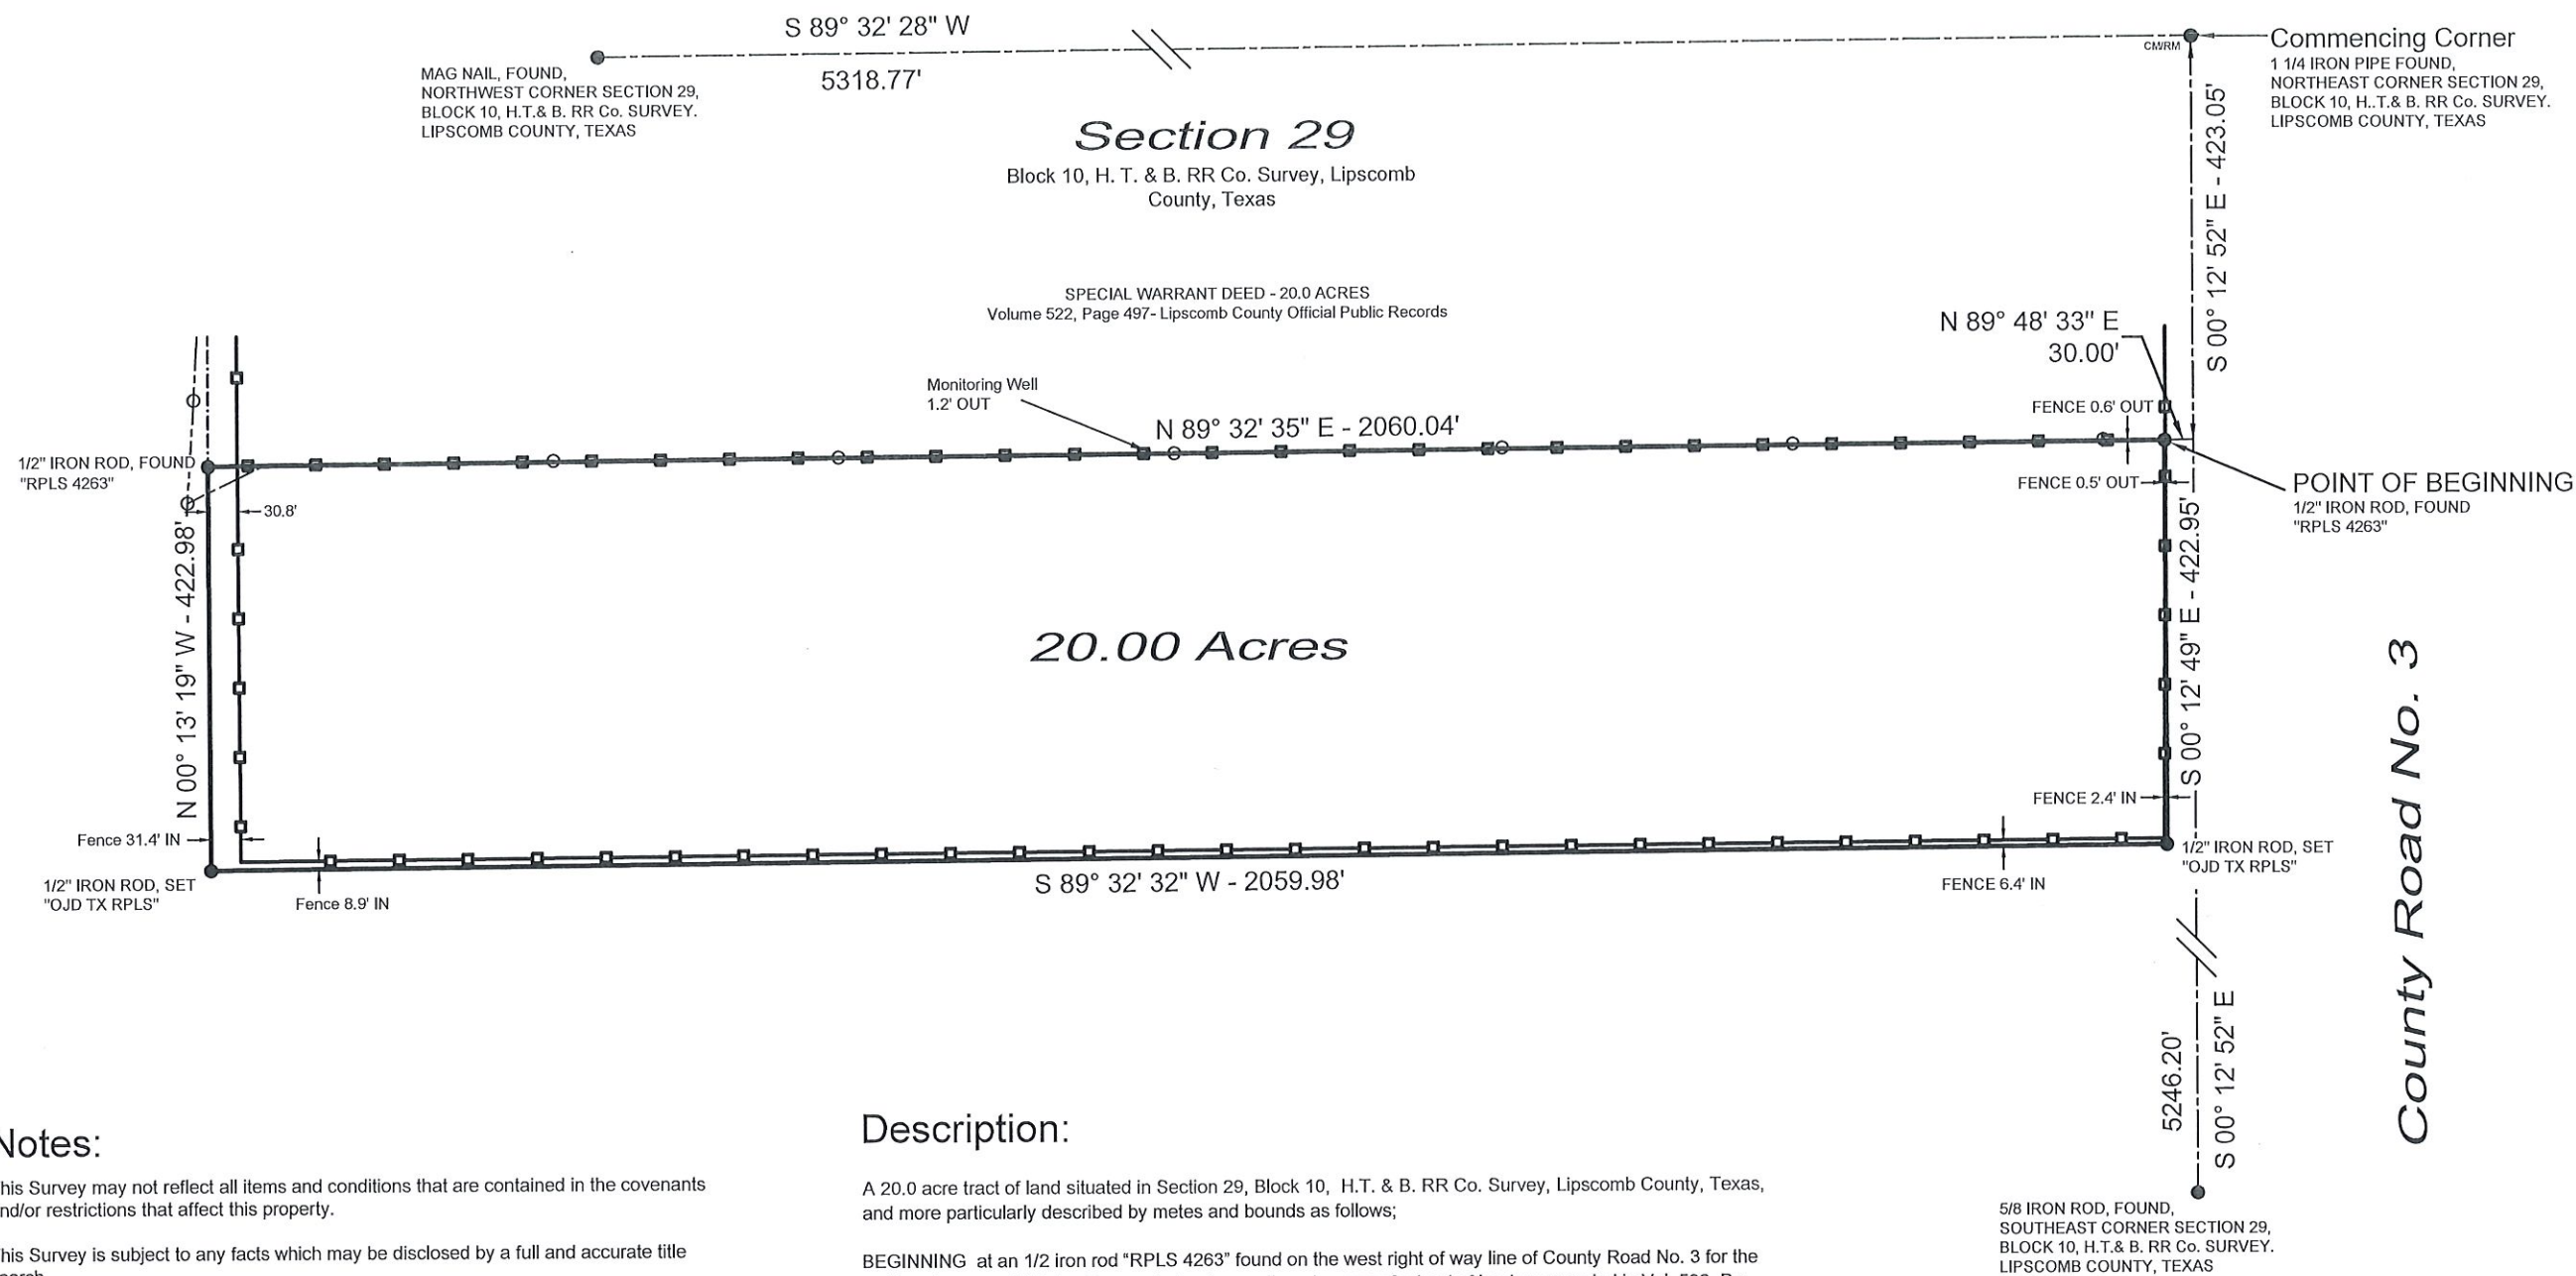 S 89° 32' 28" W
5318.77'
MAG NAIL, FOUND,
NORTHWEST CORNER SECTION 29,
BLOCK 10, H.T.& B. RR Co. SURVEY.
LIPSCOMB COUNTY, TEXAS
CM/RM
Commencing Corner
1 1/4 IRON PIPE FOUND,
NORTHEAST CORNER SECTION 29,
BLOCK 10, H..T.& B. RR Co. SURVEY.
LIPSCOMB COUNTY, TEXAS
S 00° 12' 52" E - 423.05'
Section 29
Block 10, H. T. & B. RR Co. Survey, Lipscomb
County, Texas
SPECIAL WARRANT DEED - 20.0 ACRES
Volume 522, Page 497- Lipscomb County Official Public Records
N 89° 48' 33" E
30.00'
Monitoring Well
1.2' OUT
N 89° 32' 35" E - 2060.04'
FENCE 0.6' OUT
1/2" IRON ROD, FOUND
"RPLS 4263"
FENCE 0.5' OUT
POINT OF BEGINNING
1/2" IRON ROD, FOUND
"RPLS 4263"
30.8'
N 00° 13' 19" W - 422.98'
S 00° 12' 49" E - 422.95'
20.00 Acres
County Road No. 3
FENCE 2.4' IN
Fence 31.4' IN
1/2" IRON ROD, SET
"OJD TX RPLS"
1/2" IRON ROD, SET
"OJD TX RPLS"
Fence 8.9' IN
S 89° 32' 32" W - 2059.98'
FENCE 6.4' IN
5246.20'
S 00° 12' 52" E
5/8 IRON ROD, FOUND,
SOUTHEAST CORNER SECTION 29,
BLOCK 10, H.T.& B. RR Co. SURVEY.
LIPSCOMB COUNTY, TEXAS
Notes:
his Survey may not reflect all items and conditions that are contained in the covenants
nd/or restrictions that affect this property.
his Survey is subject to any facts which may be disclosed by a full and accurate title
Description:
A 20.0 acre tract of land situated in Section 29, Block 10, H.T. & B. RR Co. Survey, Lipscomb County, Texas,
and more particularly described by metes and bounds as follows;
BEGINNING at an 1/2 iron rod “RPLS 4263” found on the west right of way line of County Road No. 3 for the